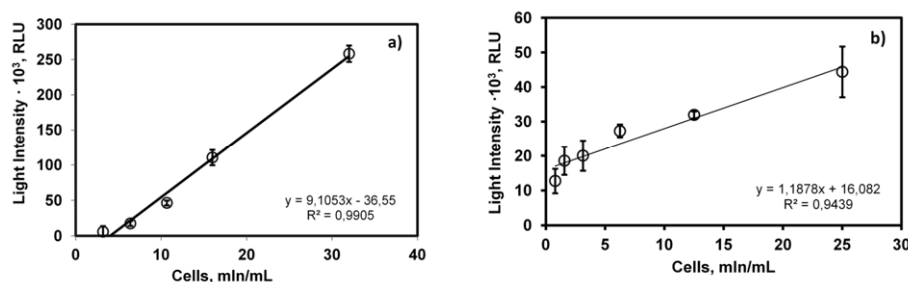 a)
Light Intensity · 10³, RLU
300
250
200
150
100
50
0
0 10 20 30 40
Cells, mln/mL
y = 9,1053x - 36,55
R² = 0,9905
b)
Light Intensity ·10³, RLU
60
50
40
30
20
10
0
0 5 10 15 20 25 30
Cells, mln/mL
y = 1,1878x + 16,082
R² = 0,9439